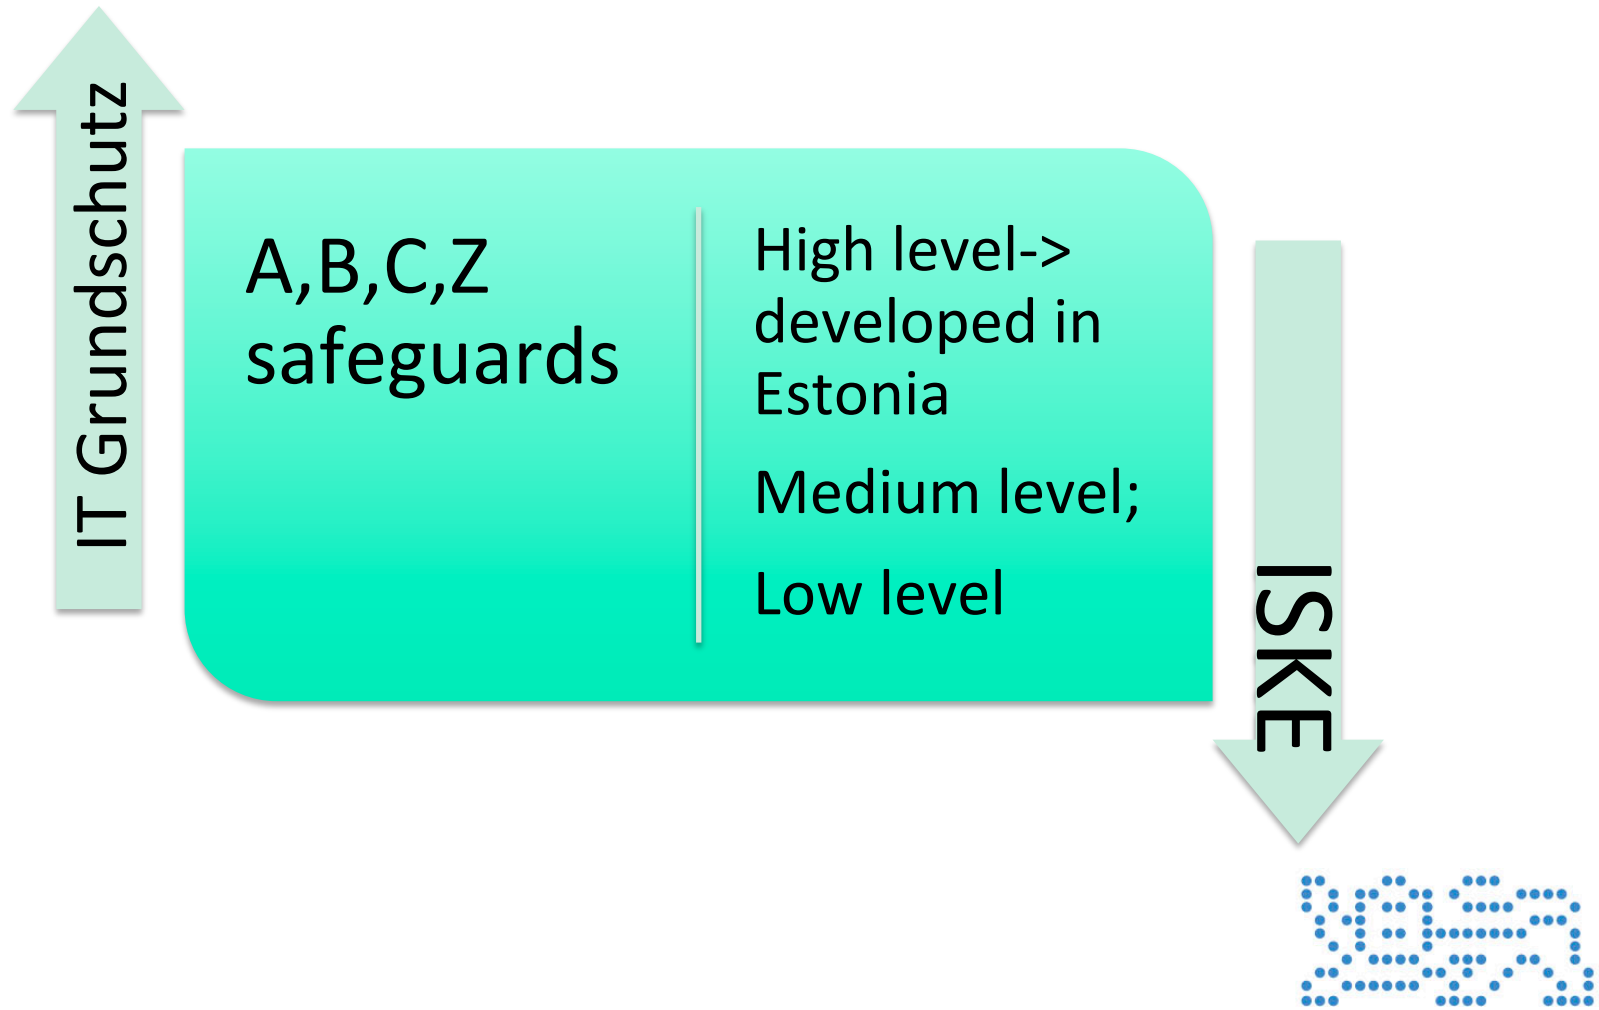 IT Grundschutz
A,B,C,Z
safeguards
High level->
developed in
Estonia
Medium level;
Low level
ISKE